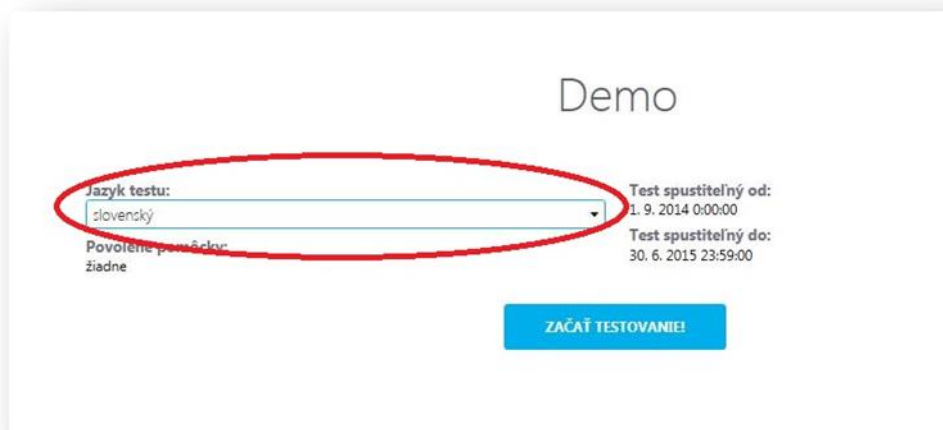 Demo
Jazyk testu:
slovenský
Povolené pomôcky:
žiadne
Test spustiteľný od:
1. 9. 2014 0:00:00
Test spustiteľný do:
30. 6. 2015 23:59:00
ZAČAŤ TESTOVANIE!